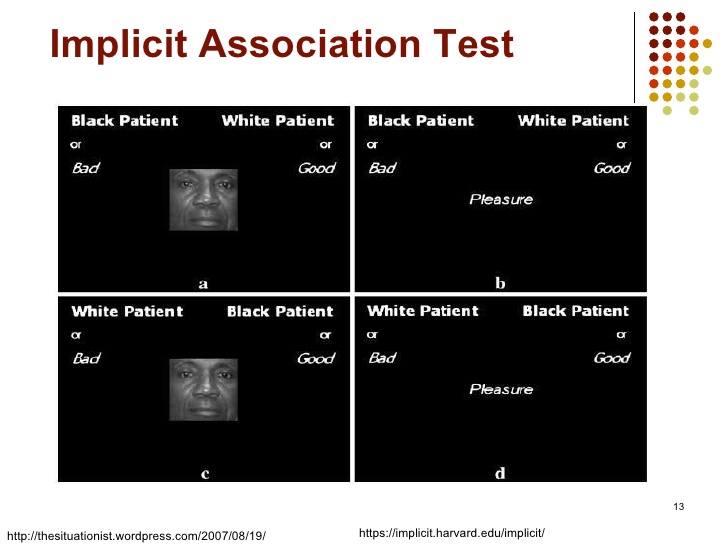 Implicit Association Test
Black Patient White Patient
or or
Bad Good
a
Black Patient White Patient
or or
Bad Good
Pleasure
b
White Patient Black Patient
or or
Bad Good
c
White Patient Black Patient
or or
Bad Good
Pleasure
d
13
http://thesituationist.wordpress.com/2007/08/19/
https://implicit.harvard.edu/implicit/